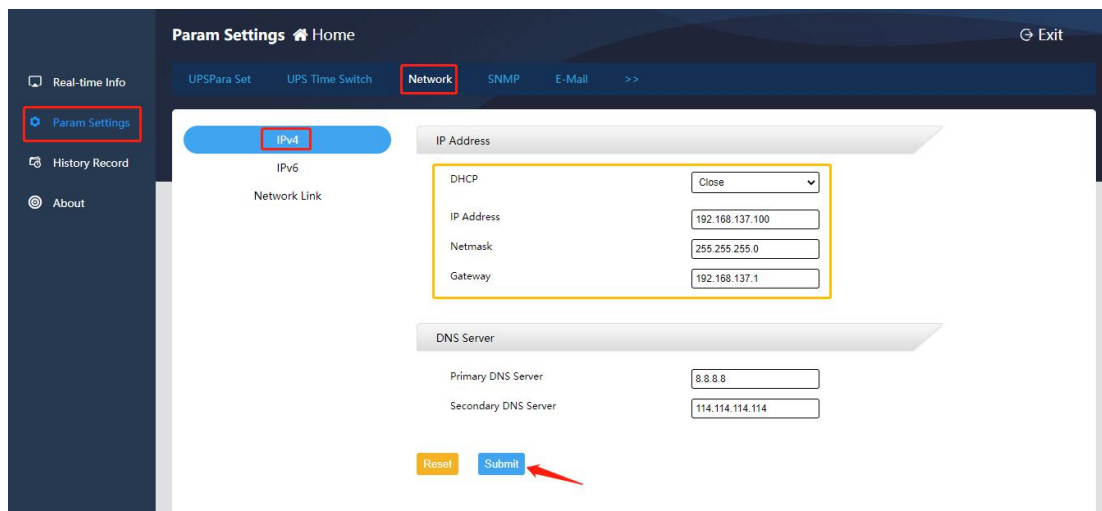 Param Settings Home Exit
Real-time Info
Param Settings
History Record
About
UPSPara Set UPS Time Switch Network SNMP E-Mail >>
IPv4
IPv6
Network Link
IP Address
DHCP Close
IP Address 192.168.137.100
Netmask 255.255.255.0
Gateway 192.168.137.1
DNS Server
Primary DNS Server 8.8.8.8
Secondary DNS Server 114.114.114.114
Reset Submit